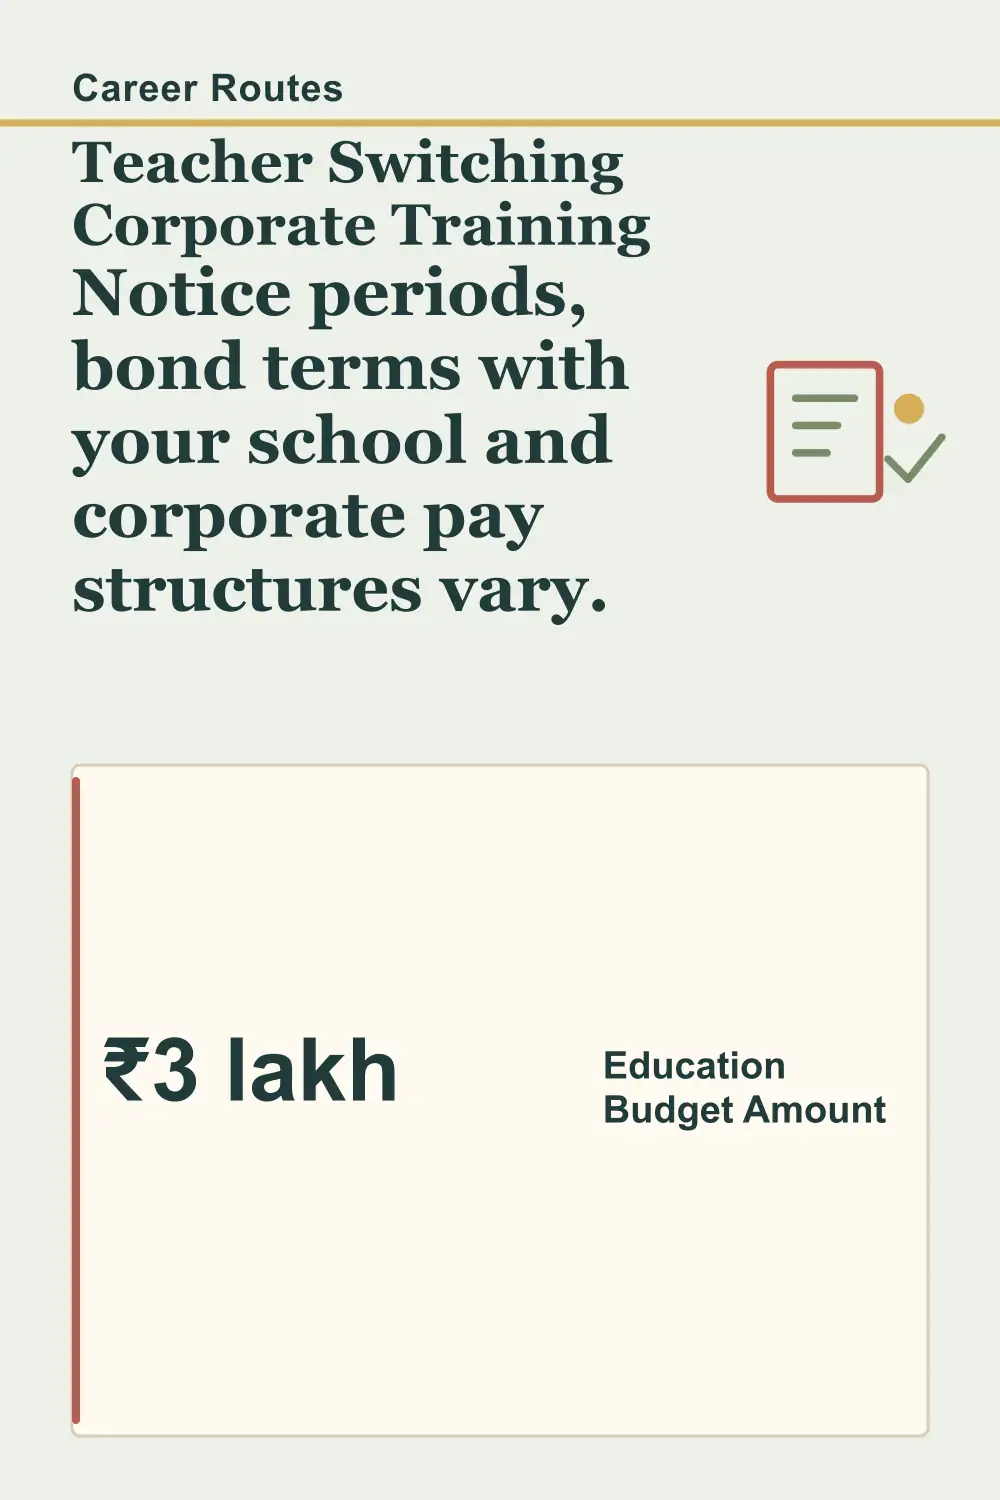 Career Routes
Teacher Switching
Corporate Training
Notice periods,
bond terms with
your school and
corporate pay
structures vary.
₹3 lakh
Education
Budget Amount